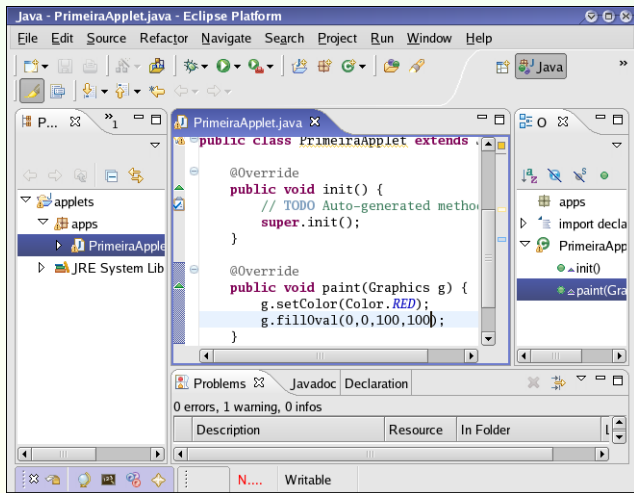 Java - PrimeiraApplet.java - Eclipse Platform
File Edit Source Refactor Navigate Search Project Run Window Help
Java »
P... »1
PrimeiraApplet.java
O
public class PrimeiraApplet extends
applets
apps
PrimeiraApple
JRE System Lib
@Override
public void init() {
// TODO Auto-generated metho
super.init();
}
@Override
public void paint(Graphics g) {
g.setColor(Color.RED);
g.fillOval(0,0,100,100);
}
apps
import decla
PrimeiraApp
init()
paint(Gra
Problems Javadoc Declaration
0 errors, 1 warning, 0 infos
Description Resource In Folder L
N.... Writable